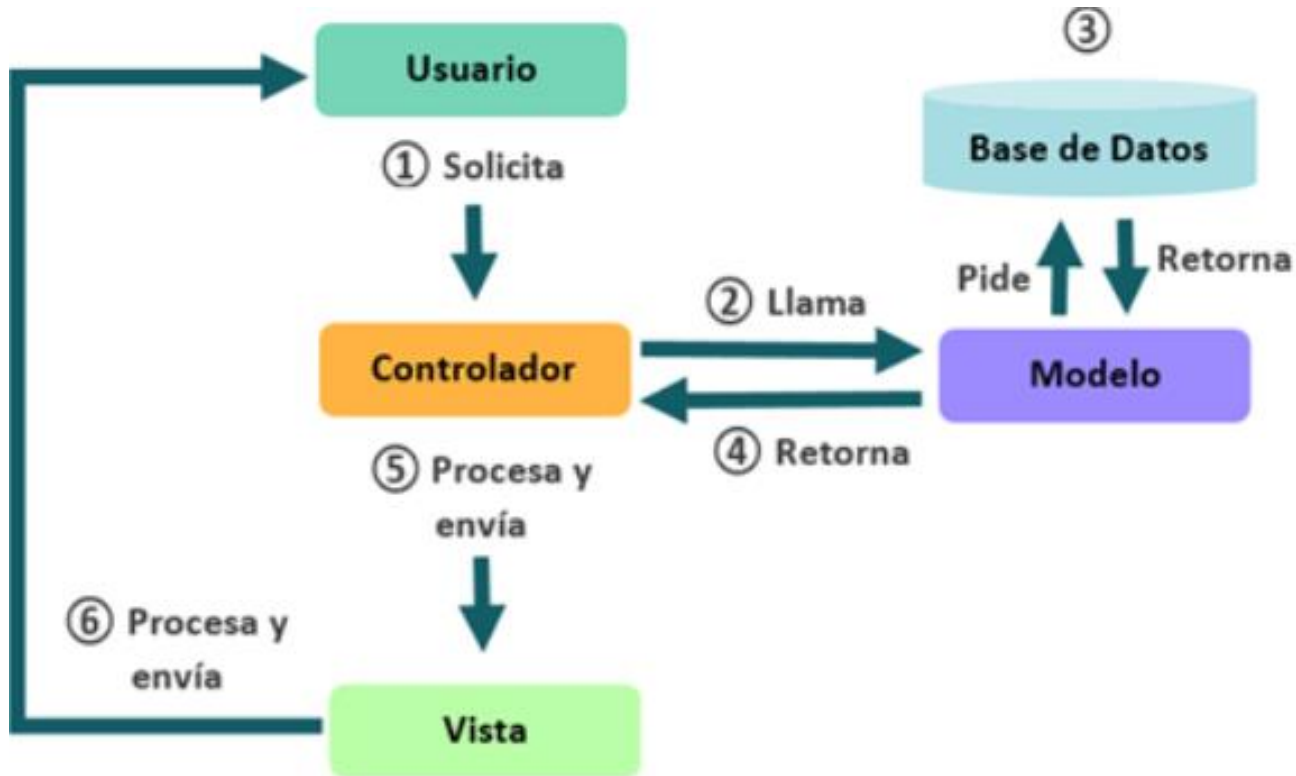 ③
Usuario
Base de Datos
① Solicita
Pide
Retorna
② Llama
Controlador
Modelo
④ Retorna
⑤ Procesa y
envía
⑥ Procesa y
envía
Vista